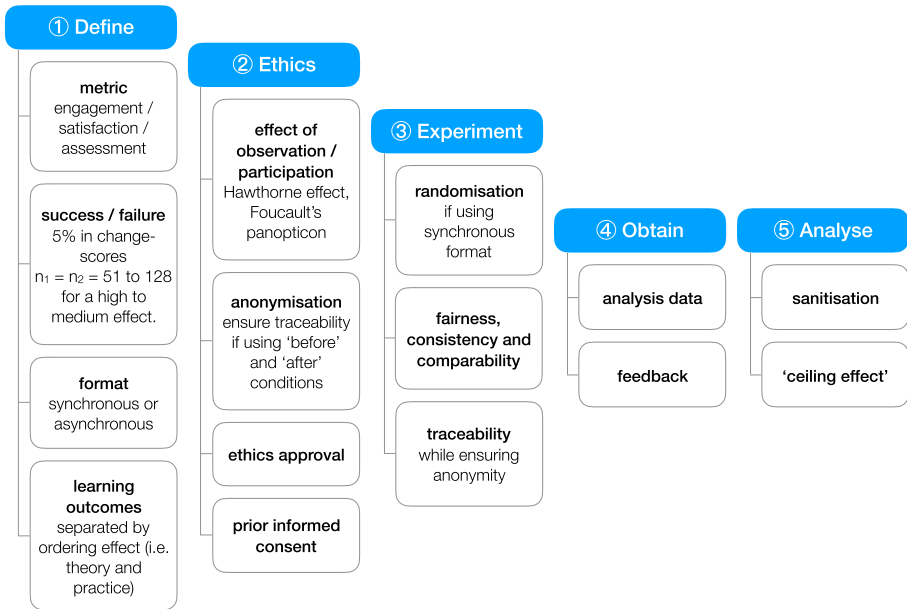 ① Define
metric
engagement /
satisfaction /
assessment
success / failure
5% in change-
scores
n₁ = n₂ = 51 to 128
for a high to
medium effect.
format
synchronous or
asynchronous
learning
outcomes
separated by
ordering effect (i.e.
theory and
practice)
② Ethics
effect of
observation /
participation
Hawthorne effect,
Foucault’s
panopticon
anonymisation
ensure traceability
if using ‘before’
and ‘after’
conditions
ethics approval
prior informed
consent
③ Experiment
randomisation
if using
synchronous
format
fairness,
consistency and
comparability
traceability
while ensuring
anonymity
④ Obtain
analysis data
feedback
⑤ Analyse
sanitisation
‘ceiling effect’